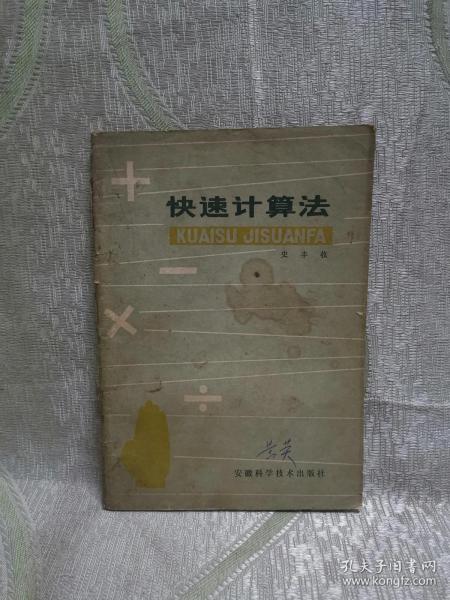 快速计算法
KUAISU JISUANFA
史丰收
安徽科学技术出版社
孔夫子旧书网
www.kongfz.com